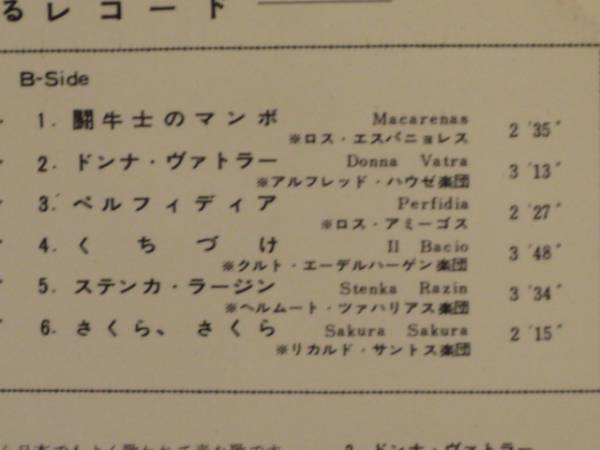 るレコード
B-Side
1. 闘牛士のマンボ Macarenas 2′35″
※ロス・エスパニョレス
2. ドンナ・ヴァトラー Donna Vatra 3′13″
※アルフレッド・ハウゼ楽団
3. ペルフィディア Perfidia 2′27″
※ロス・アミーゴス
4. くちづけ Il Bacio 3′48″
※クルト・エーデルハーゲン楽団
5. ステンカ・ラージン Stenka Razin 3′34″
※ヘルムート・ツァハリアス楽団
6. さくら、さくら Sakura Sakura 2′15″
※リカルド・サントス楽団
2. ドンナ・ヴァトラー